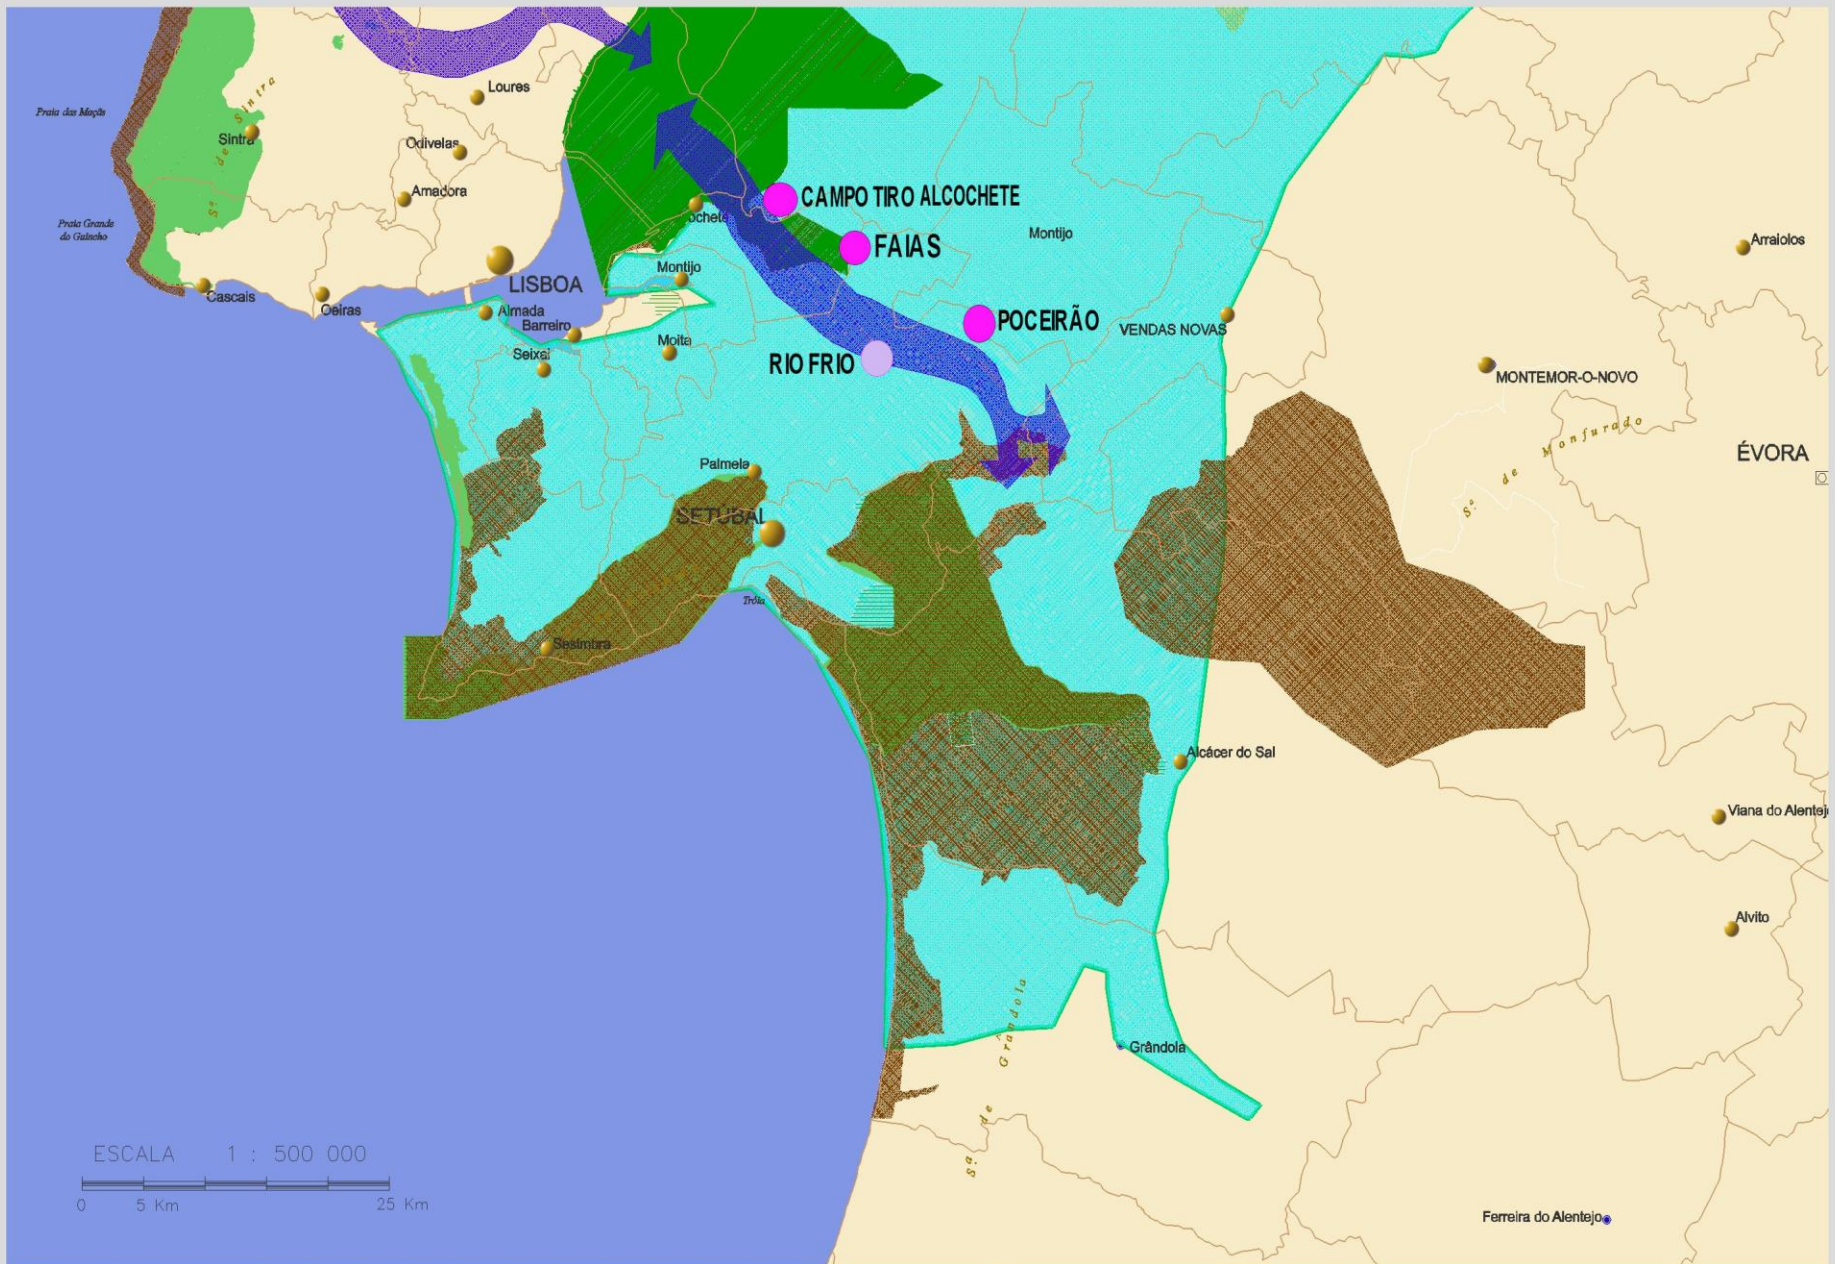 Loures
Praia das Maçãs
Sintra
Sª de Sintra
Odivelas
Amadora
CAMPO TIRO ALCOCHETE
ochete
Praia Grande
do Guincho
Montijo
FAIAS
Arraiolos
Montijo
LISBOA
Cascais
Oeiras
Almada
Barreiro
POCEIRÃO
VENDAS NOVAS
Moita
Seixal
RIO FRIO
MONTEMOR-O-NOVO
Sª de Monfurado
ÉVORA
Palmela
SETUBAL
Tróia
Sesimbra
Alcácer do Sal
Viana do Alentej
Alvito
Sª de Grândola
Grândola
ESCALA 1 : 500 000
0 5 Km 25 Km
Ferreira do Alentejo